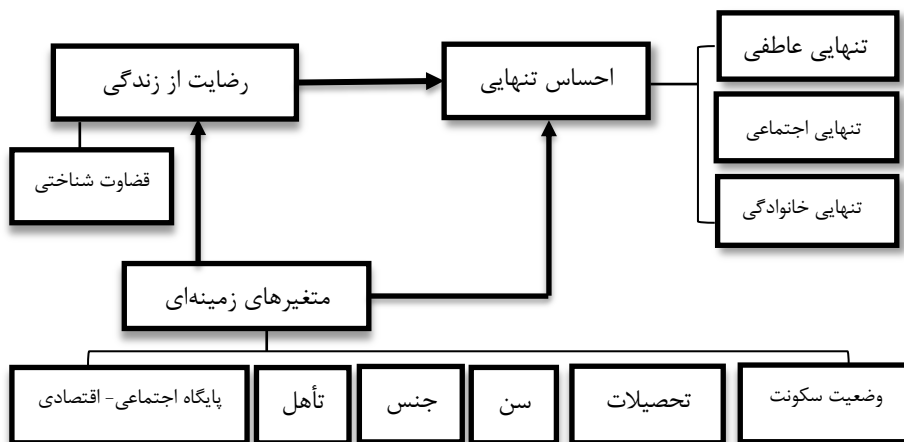 تنهایی عاطفی
احساس تنهایی
رضایت از زندگی
تنهایی اجتماعی
قضاوت شناختی
تنهایی خانوادگی
متغیرهای زمینه‌ای
وضعیت سکونت
تحصیلات
سن
جنس
تأهل
پایگاه اجتماعی- اقتصادی